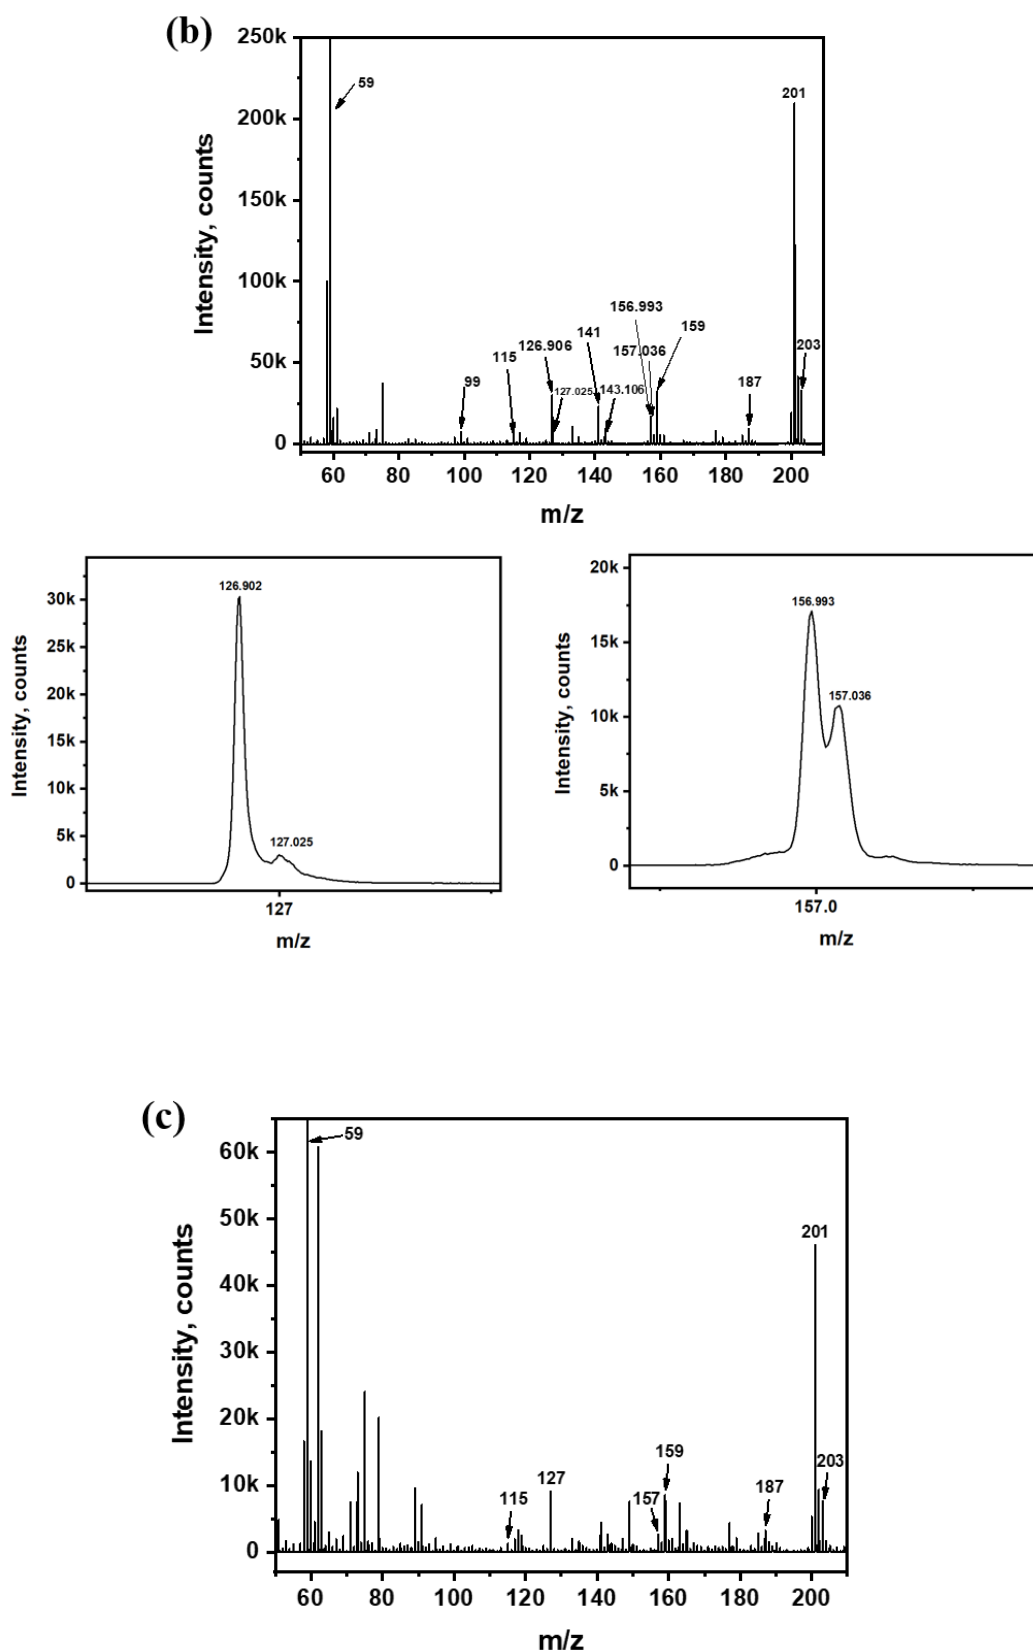 (b)
250k
200k
150k
100k
50k
0
Intensity, counts
59
99
115
126.906
127.025
141
143.106
156.993
157.036
159
187
201
203
60 80 100 120 140 160 180 200
m/z
30k
25k
20k
15k
10k
5k
0
Intensity, counts
126.902
127.025
127
m/z
20k
15k
10k
5k
0
Intensity, counts
156.993
157.036
157.0
m/z
(c)
60k
50k
40k
30k
20k
10k
0
Intensity, counts
59
115
127
157
159
187
201
203
60 80 100 120 140 160 180 200
m/z